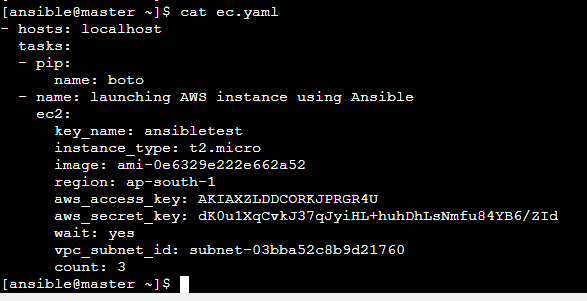 [ansible@master ~]$ cat ec.yaml
- hosts: localhost
  tasks:
  - pip:
      name: boto
  - name: launching AWS instance using Ansible
    ec2:
      key_name: ansibletest
      instance_type: t2.micro
      image: ami-0e6329e222e662a52
      region: ap-south-1
      aws_access_key: AKIAXZLDDCORKJPRGR4U
      aws_secret_key: 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
      wait: yes
      vpc_subnet_id: subnet-03bba52c8b9d21760
      count: 3
[ansible@master ~]$